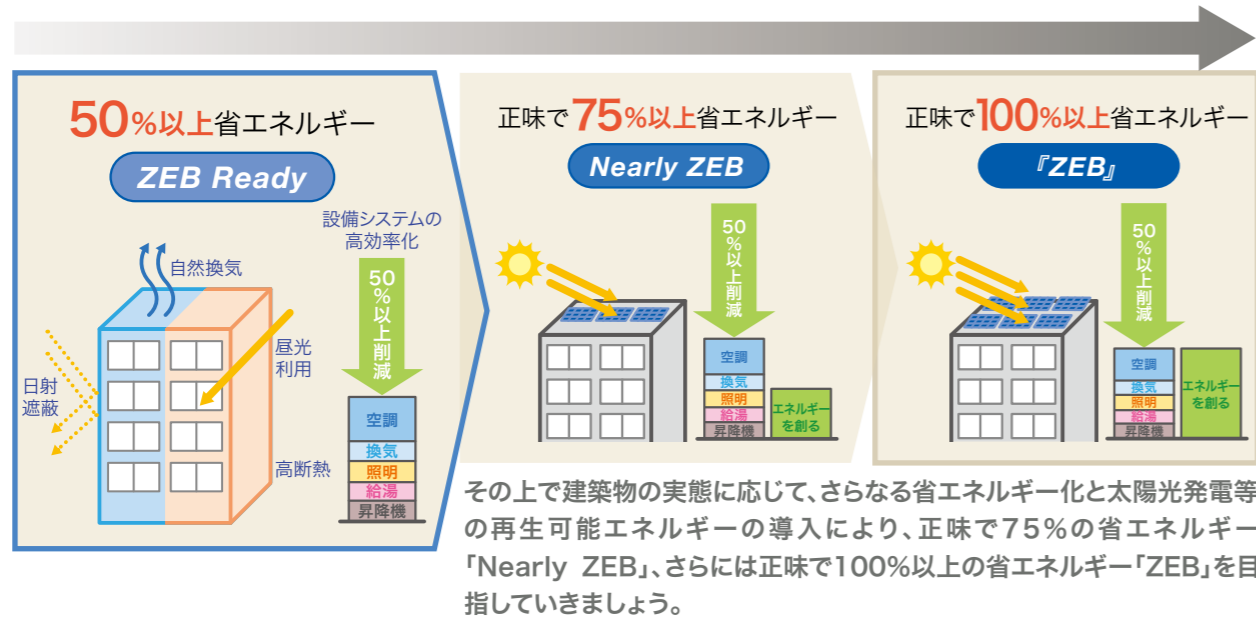 50%以上省エネルギー
ZEB Ready
設備システムの
高効率化
自然換気
50%以上削減
昼光
利用
日射
遮蔽
高断熱
空調
換気
照明
給湯
昇降機
正味で75%以上省エネルギー
Nearly ZEB
50%以上削減
空調
換気
照明
給湯
昇降機
エネルギー
を創る
正味で100%以上省エネルギー
『ZEB』
50%以上削減
空調
換気
照明
給湯
昇降機
エネルギー
を創る
その上で建築物の実態に応じて、さらなる省エネルギー化と太陽光発電等
の再生可能エネルギーの導入により、正味で75%の省エネルギー
「Nearly ZEB」、さらには正味で100%以上の省エネルギー「ZEB」を目
指していきましょう。